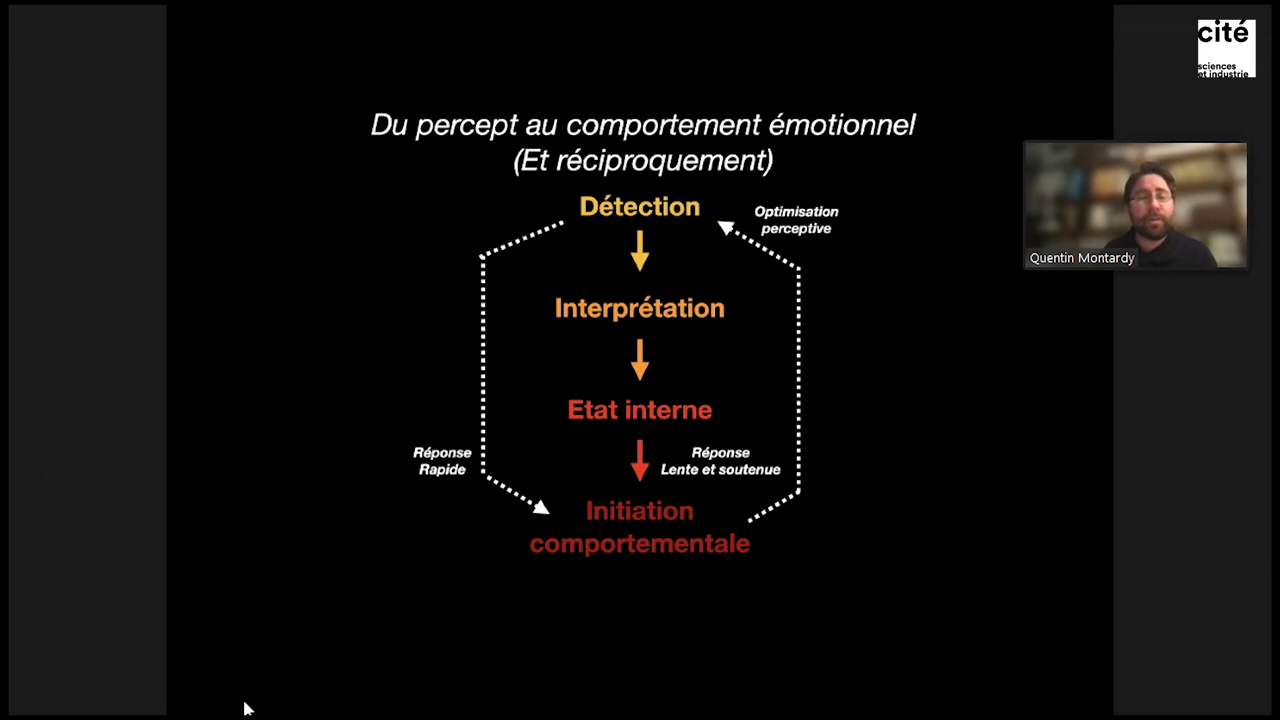 cité
sciences
et industrie
Du percept au comportement émotionnel
(Et réciproquement)
Détection
Optimisation
perceptive
Interprétation
Etat interne
Réponse
Rapide
Réponse
Lente et soutenue
Initiation
comportementale
Quentin Montardy